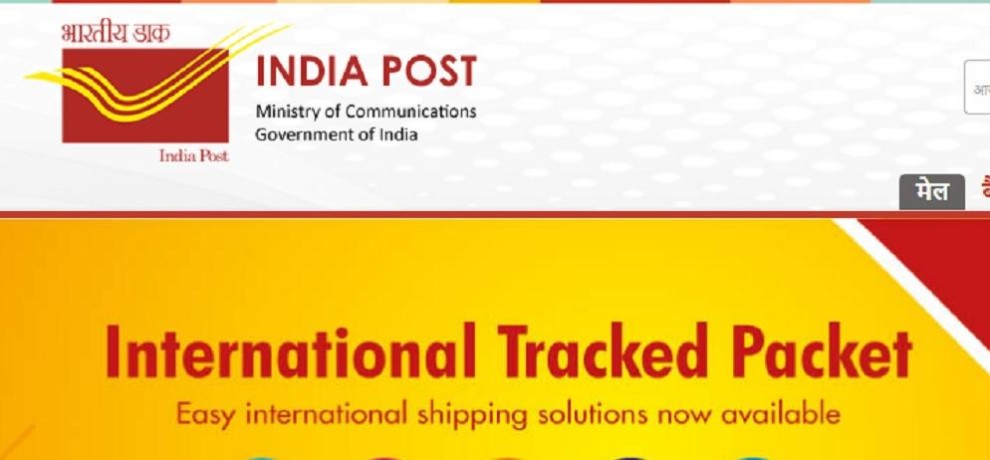 भारतीय डाक
INDIA POST
Ministry of Communications
Government of India
India Post
मेल
International Tracked Packet
Easy international shipping solutions now available